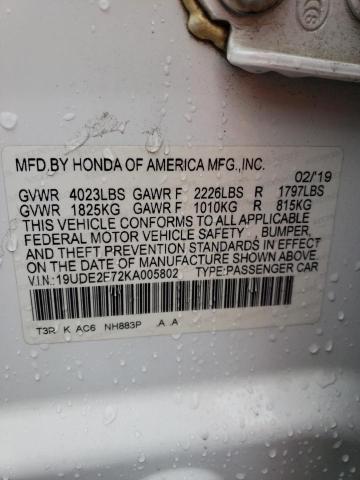 MFD.BY HONDA OF AMERICA MFG.,INC.
02/'19
GVWR 4023LBS GAWR F 2226LBS R 1797LBS
GVWR 1825KG GAWR F 1010KG R 815KG
THIS VEHICLE CONFORMS TO ALL APPLICABLE
FEDERAL MOTOR VEHICLE SAFETY , BUMPER,
AND THEFT PREVENTION STANDARDS IN EFFECT
ON THE DATE OF MANUFACTURE SHOWN ABOVE.
V.I.N.:19UDE2F72KA005802 TYPE:PASSENGER CAR
T3R K AC6 NH883P A .A